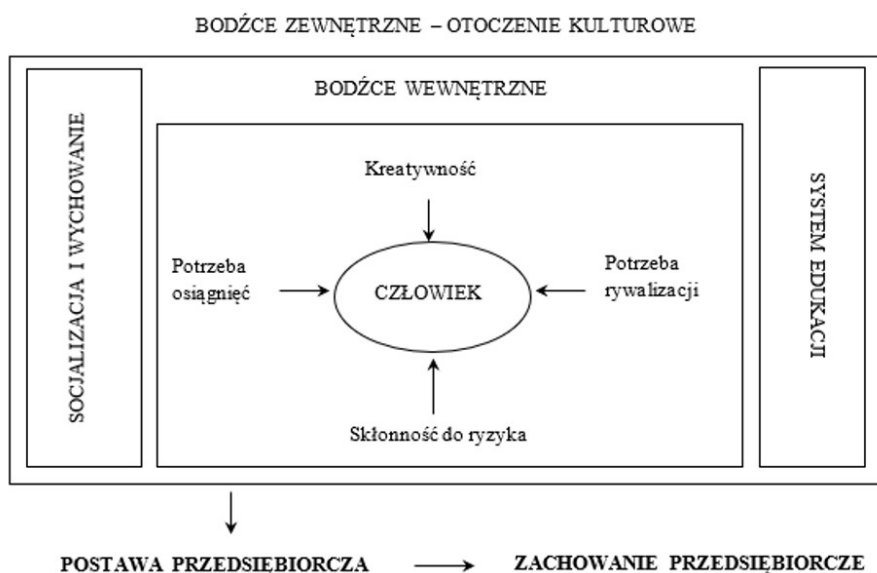 BODŹCE ZEWNĘTRZNE – OTOCZENIE KULTUROWE
BODŹCE WEWNĘTRZNE
SOCJALIZACJA I WYCHOWANIE
Kreatywność
Potrzeba
osiągnięć
CZŁOWIEK
Potrzeba
rywalizacji
Skłonność do ryzyka
SYSTEM EDUKACJI
POSTAWA PRZEDSIĘBIORCZA
ZACHOWANIE PRZEDSIĘBIORCZE